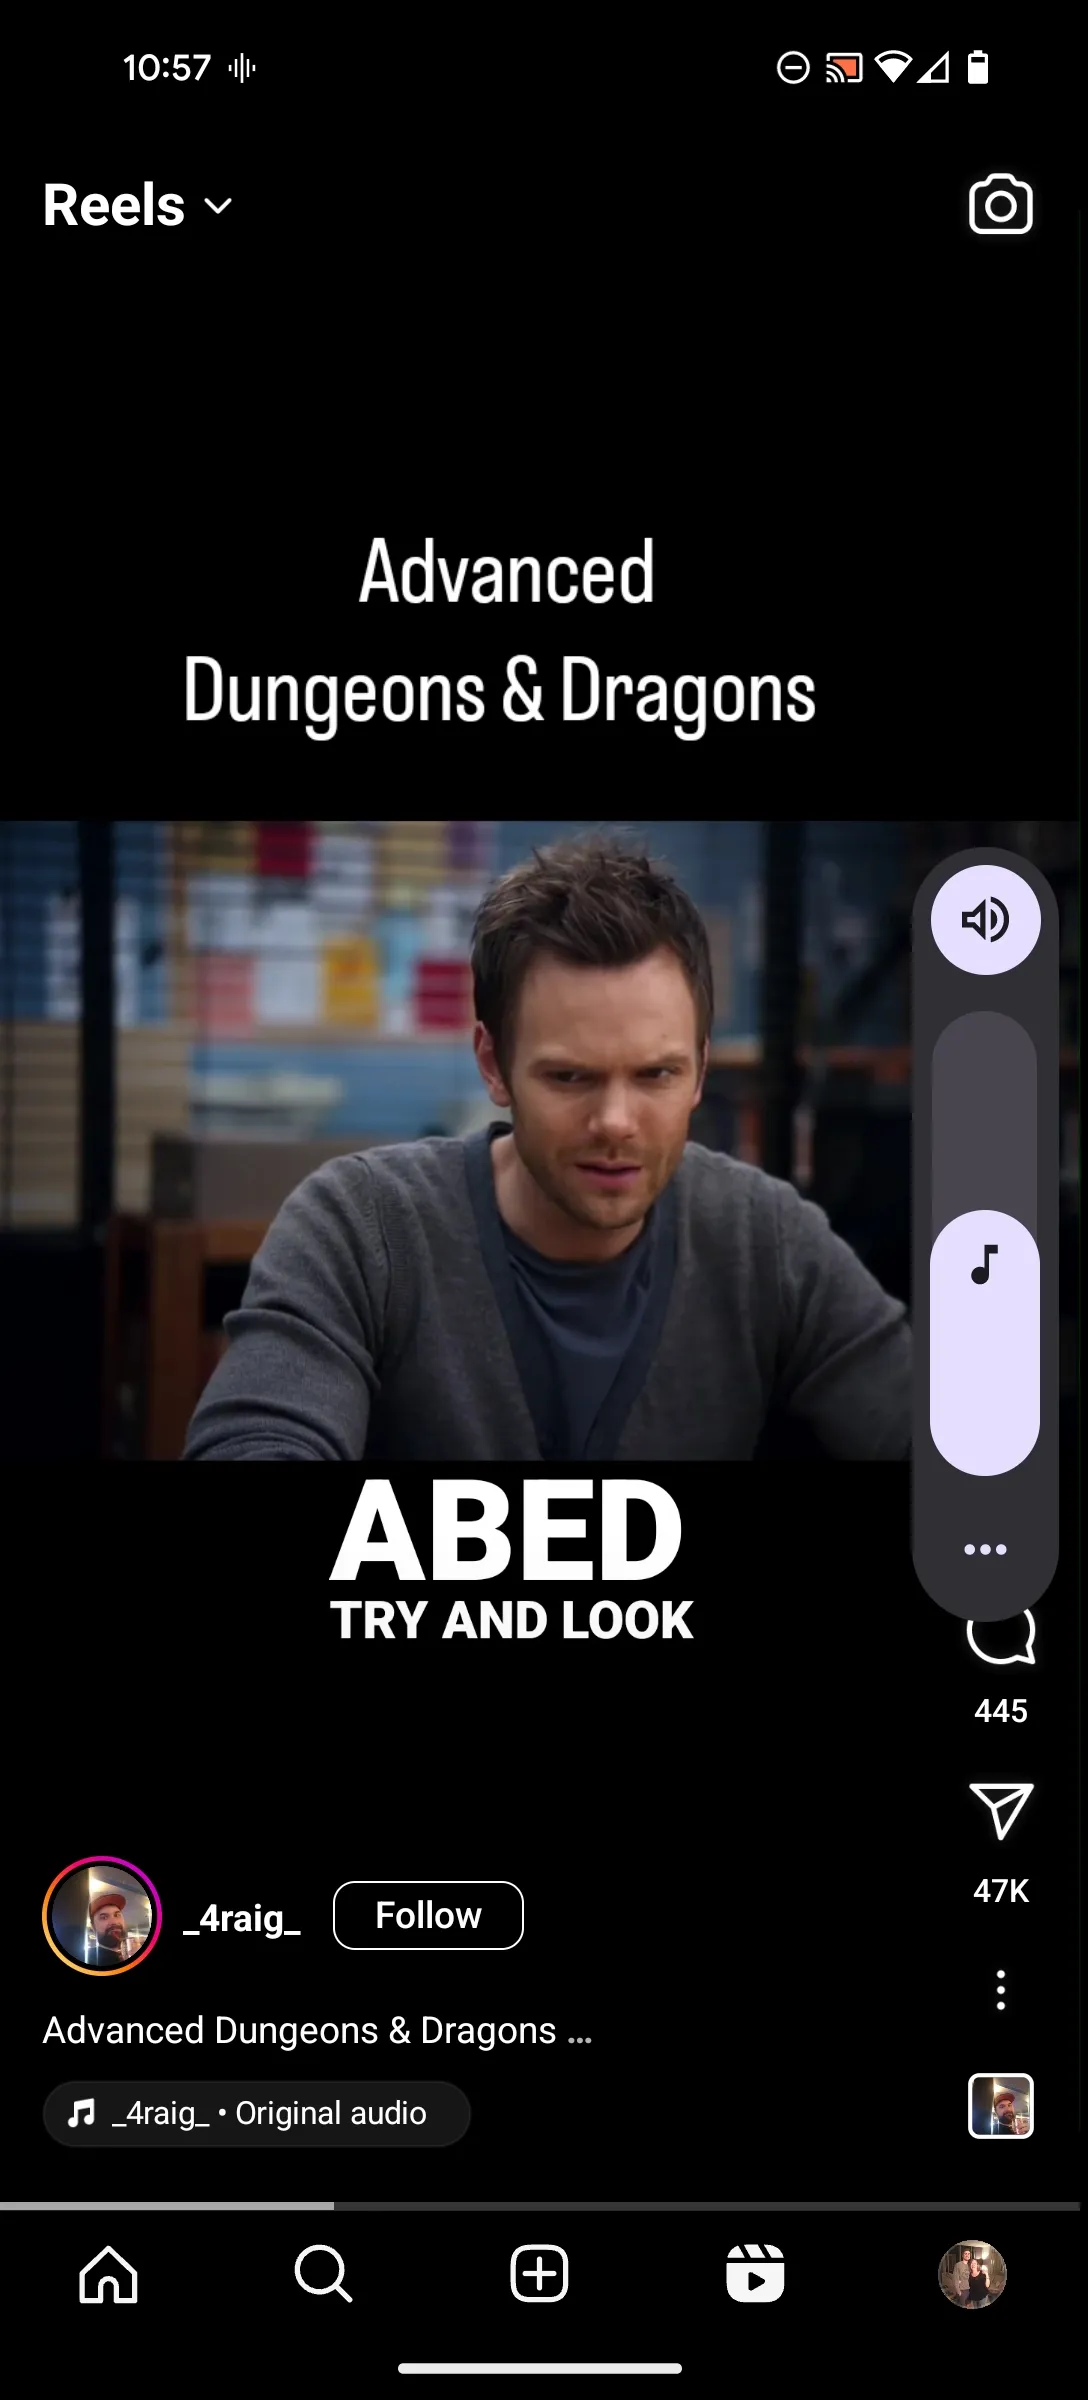 10:57
Reels
Advanced
Dungeons & Dragons
ABED
TRY AND LOOK
445
47K
_4raig_
Follow
Advanced Dungeons & Dragons ...
_4raig_ • Original audio